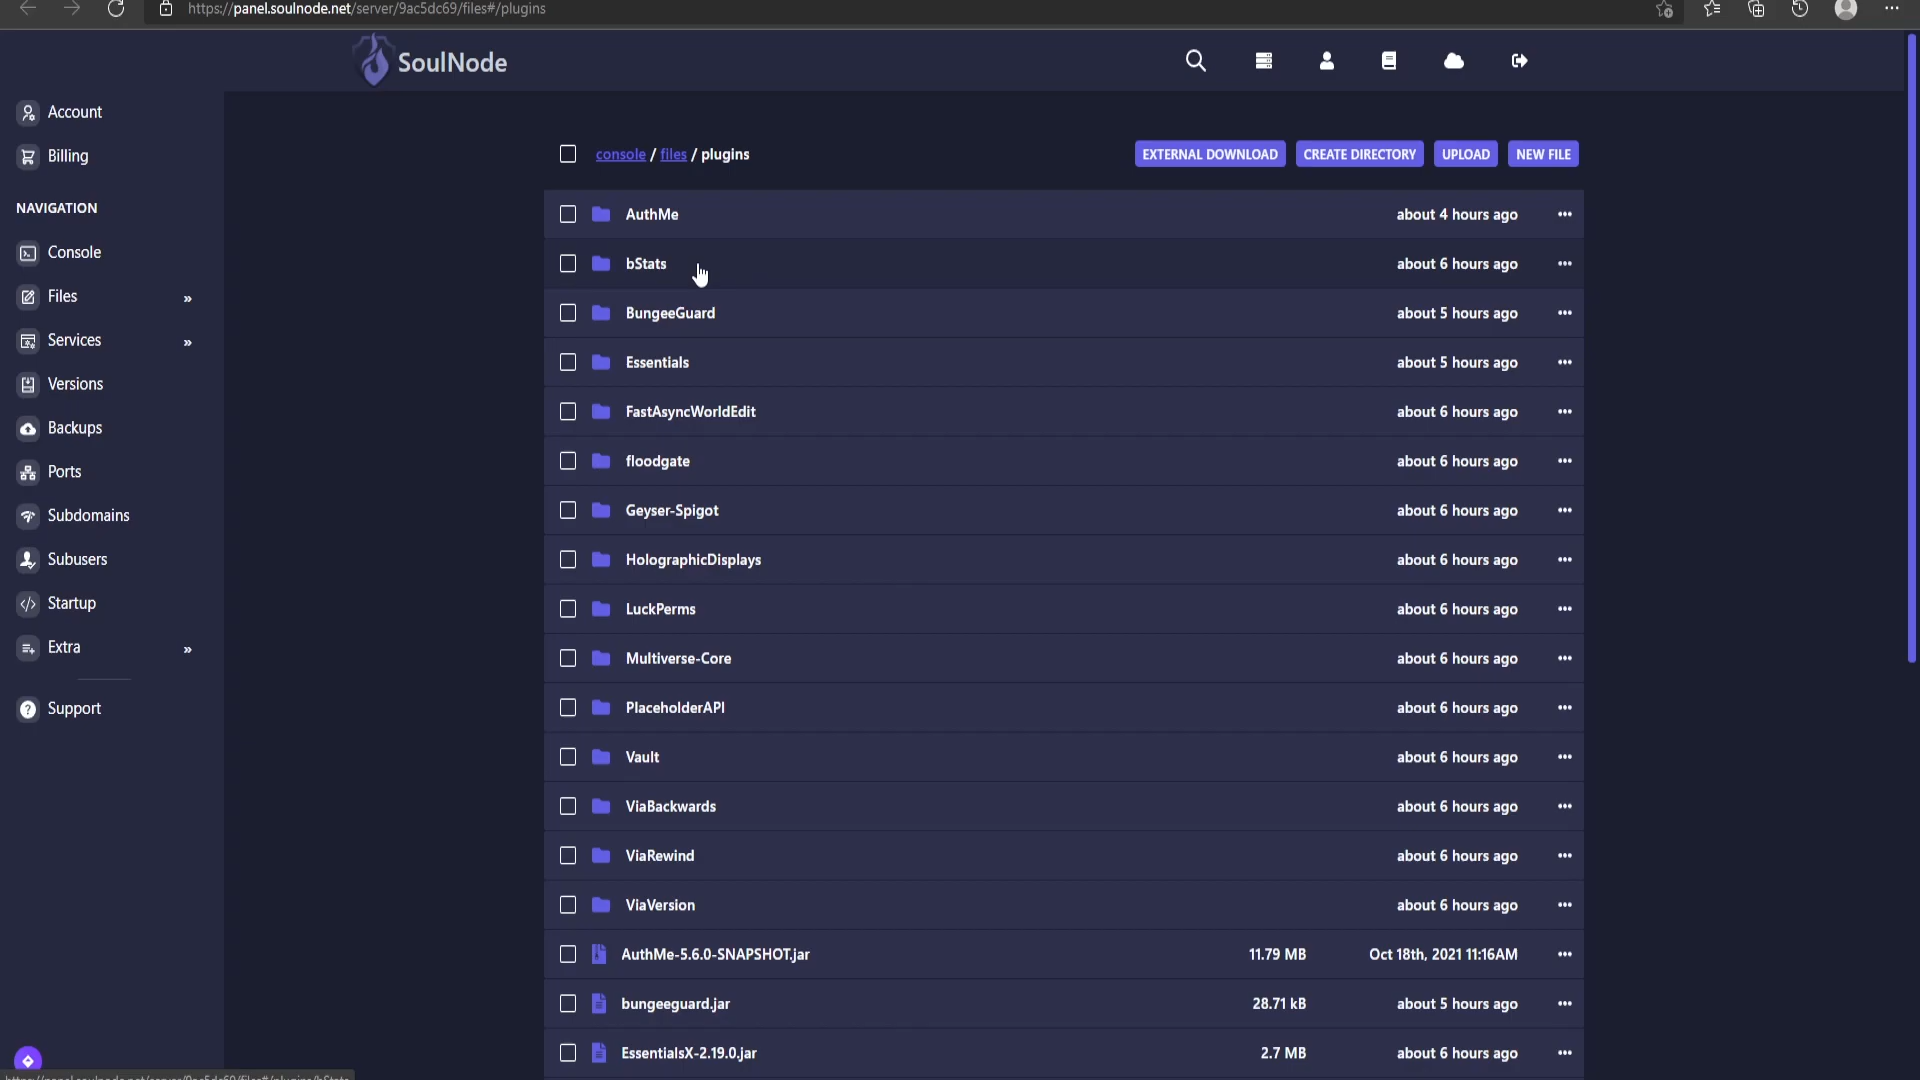 https://panel.soulnode.net/server/9ac5dc69/files#/plugins
SoulNode
Account
Billing
NAVIGATION
Console
Files »
Services »
Versions
Backups
Ports
Subdomains
Subusers
Startup
Extra »
Support
console / files / plugins
EXTERNAL DOWNLOAD
CREATE DIRECTORY
UPLOAD
NEW FILE
AuthMe about 4 hours ago
bStats about 6 hours ago
BungeeGuard about 5 hours ago
Essentials about 5 hours ago
FastAsyncWorldEdit about 6 hours ago
floodgate about 6 hours ago
Geyser-Spigot about 6 hours ago
HolographicDisplays about 6 hours ago
LuckPerms about 6 hours ago
Multiverse-Core about 6 hours ago
PlaceholderAPI about 6 hours ago
Vault about 6 hours ago
ViaBackwards about 6 hours ago
ViaRewind about 6 hours ago
ViaVersion about 6 hours ago
AuthMe-5.6.0-SNAPSHOT.jar 11.79 MB Oct 18th, 2021 11:16AM
bungeeguard.jar 28.71 kB about 5 hours ago
EssentialsX-2.19.0.jar 2.7 MB about 6 hours ago